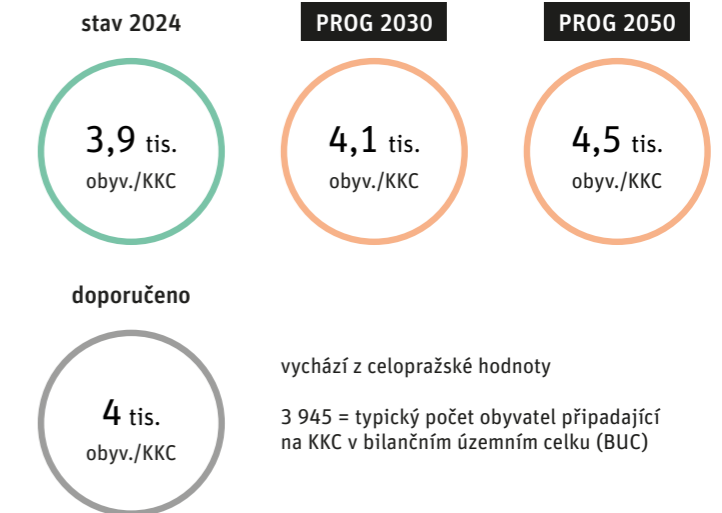 stav 2024
PROG 2030
PROG 2050
3,9 tis.
obyv./KKC
4,1 tis.
obyv./KKC
4,5 tis.
obyv./KKC
doporučeno
4 tis.
obyv./KKC
vychází z celopražské hodnoty
3 945 = typický počet obyvatel připadající
na KKC v bilančním územním celku (BUC)